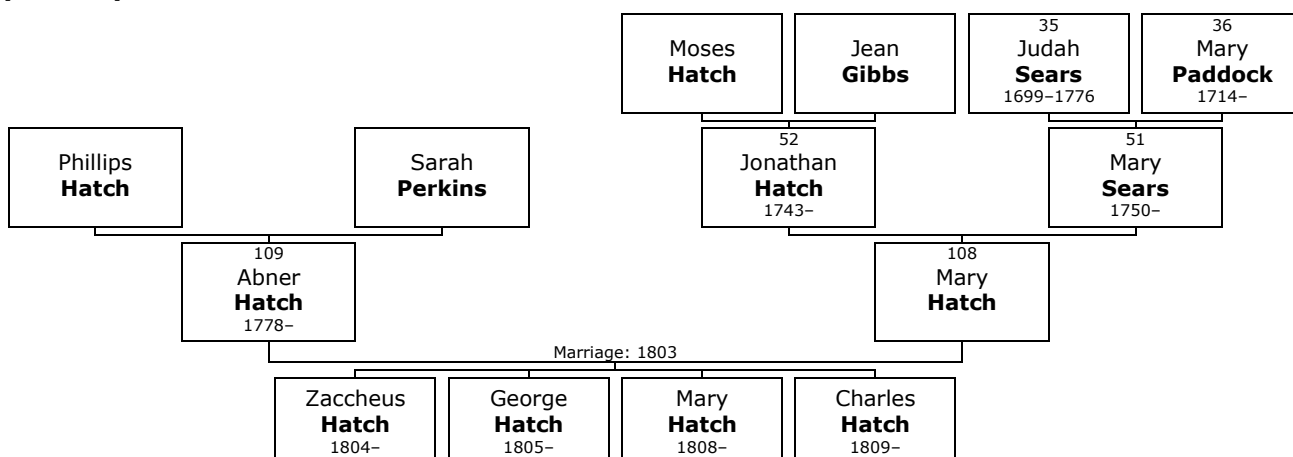 Moses
Hatch
Jean
Gibbs
35
Judah
Sears
1699–1776
36
Mary
Paddock
1714–
Phillips
Hatch
Sarah
Perkins
52
Jonathan
Hatch
1743–
51
Mary
Sears
1750–
109
Abner
Hatch
1778–
108
Mary
Hatch
Marriage: 1803
Zaccheus
Hatch
1804–
George
Hatch
1805–
Mary
Hatch
1808–
Charles
Hatch
1809–